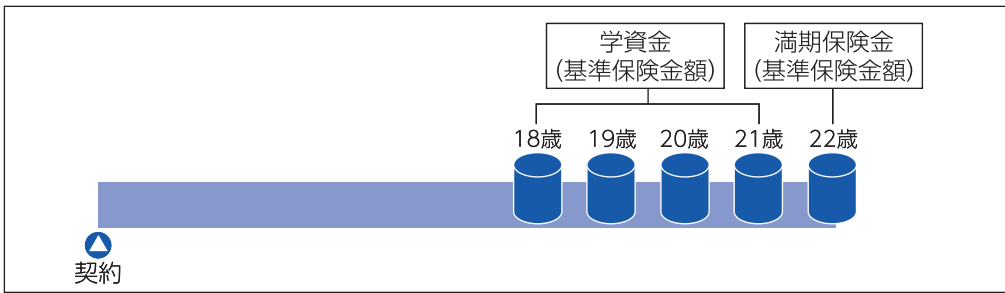 学資金
(基準保険金額)
満期保険金
(基準保険金額)
18歳 19歳 20歳 21歳 22歳
契約